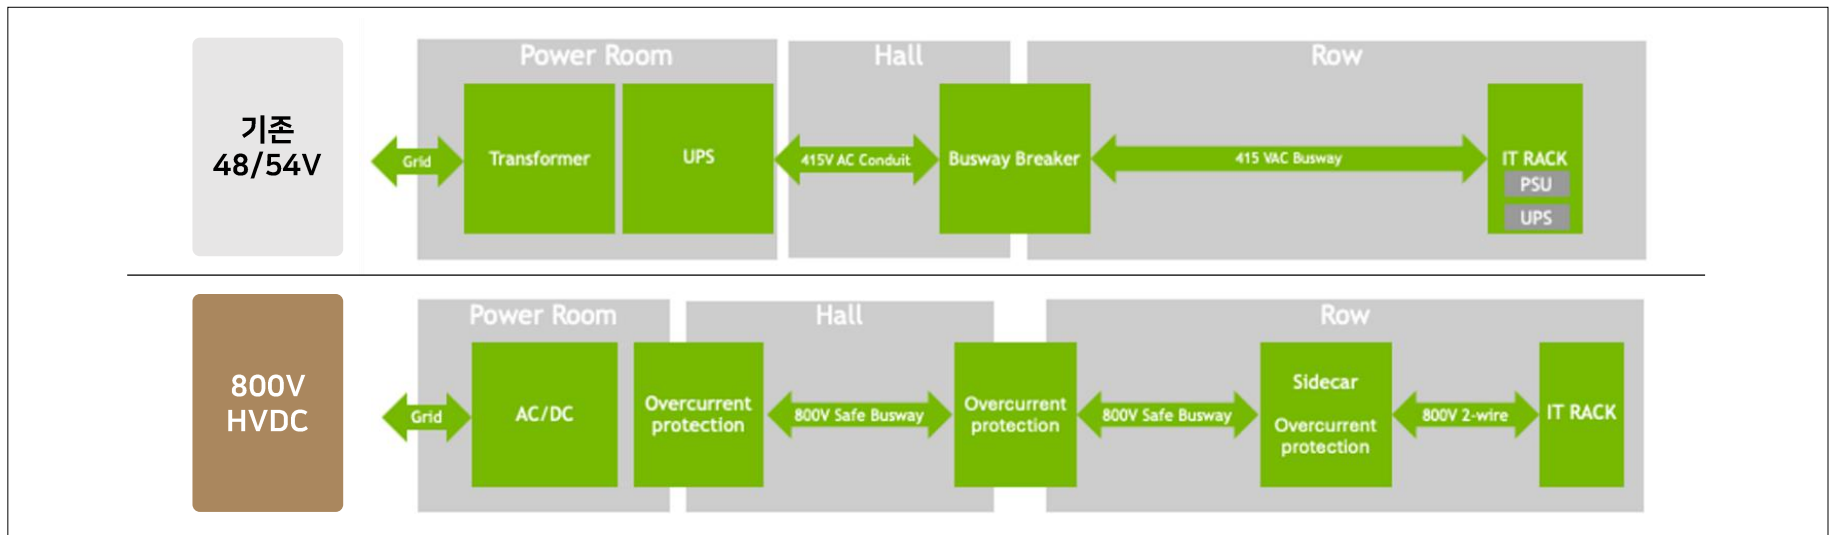 기존
48/54V
Power Room
Hall
Row
Grid
Transformer
UPS
415V AC Conduit
Busway Breaker
415 VAC Busway
IT RACK
PSU
UPS
800V
HVDC
Power Room
Hall
Row
Grid
AC/DC
Overcurrent
protection
800V Safe Busway
Overcurrent
protection
800V Safe Busway
Sidecar
Overcurrent
protection
800V 2-wire
IT RACK